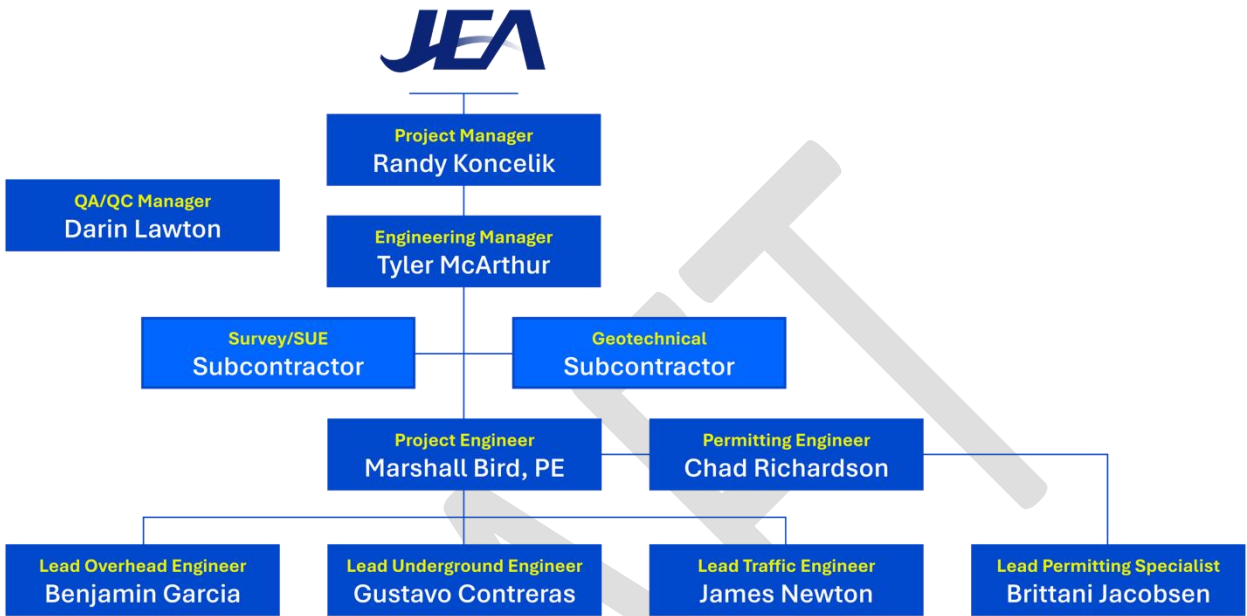 JEA
Project Manager
Randy Koncelik
QA/QC Manager
Darin Lawton
Engineering Manager
Tyler McArthur
Survey/SUE
Subcontractor
Geotechnical
Subcontractor
Project Engineer
Marshall Bird, PE
Permitting Engineer
Chad Richardson
Lead Overhead Engineer
Benjamin Garcia
Lead Underground Engineer
Gustavo Contreras
Lead Traffic Engineer
James Newton
Lead Permitting Specialist
Brittani Jacobsen